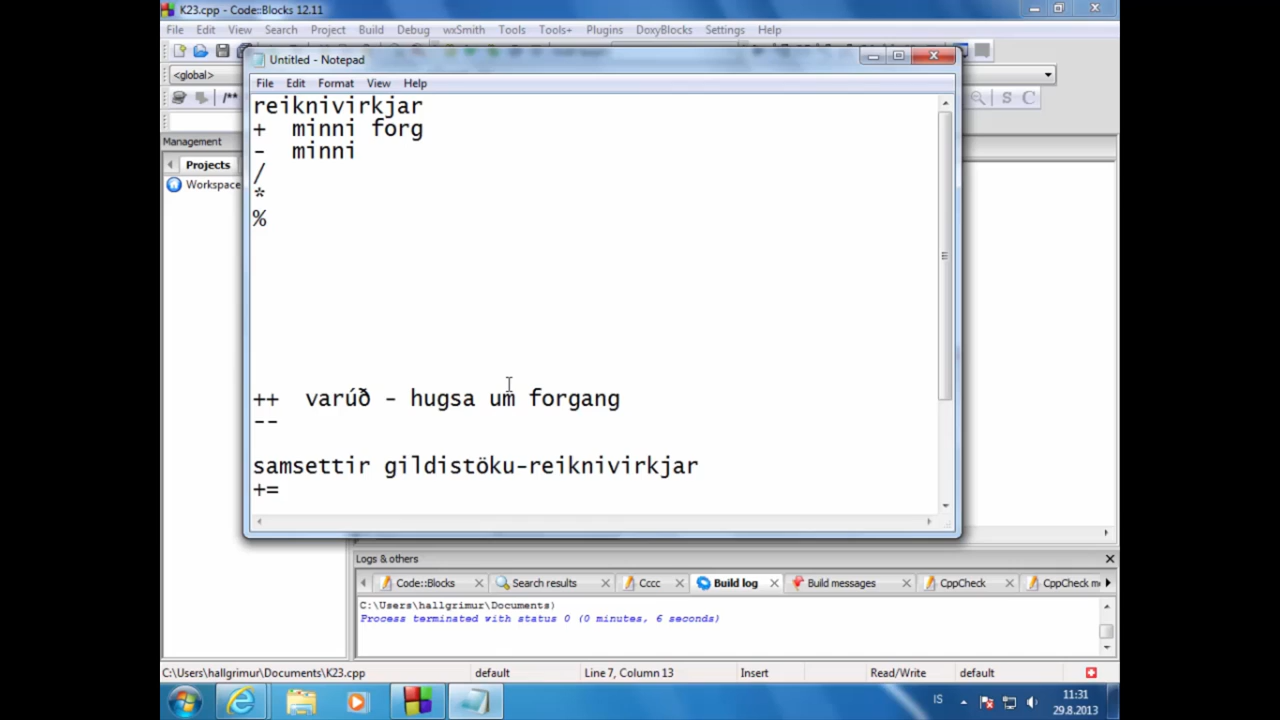 K23.cpp - Code::Blocks 12.11
File Edit View Search Project Build Debug wxSmith Tools Tools+ Plugins DoxyBlocks Settings Help
<global>
/**
S C
Management
Projects
Workspace
Untitled - Notepad
File Edit Format View Help
reiknivirkjar
+ minni forg
- minni
/
*
%
++ varúð - hugsa um forgang
--
samsettir gildistöku-reiknivirkjar
+=
Logs & others
Code::Blocks Search results Cccc Build log Build messages CppCheck CppCheck me
C:\Users\hallgrimur\Documents)
Process terminated with status 0 (0 minutes, 6 seconds)
C:\Users\hallgrimur\Documents\K23.cpp default Line 7, Column 13 Insert Read/Write default
IS 11:31
29.8.2013